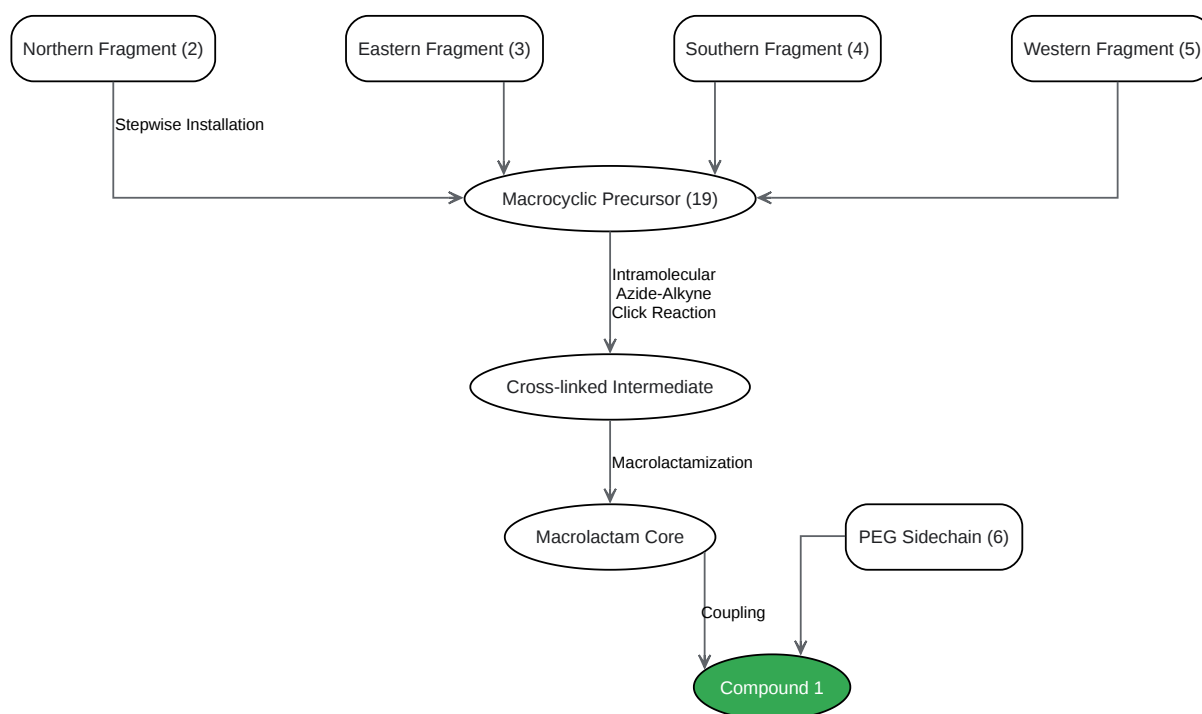 Northern Fragment (2)
Eastern Fragment (3)
Southern Fragment (4)
Western Fragment (5)
Stepwise Installation
Macrocyclic Precursor (19)
Intramolecular
Azide-Alkyne
Click Reaction
Cross-linked Intermediate
Macrolactamization
Macrolactam Core
PEG Sidechain (6)
Coupling
Compound 1